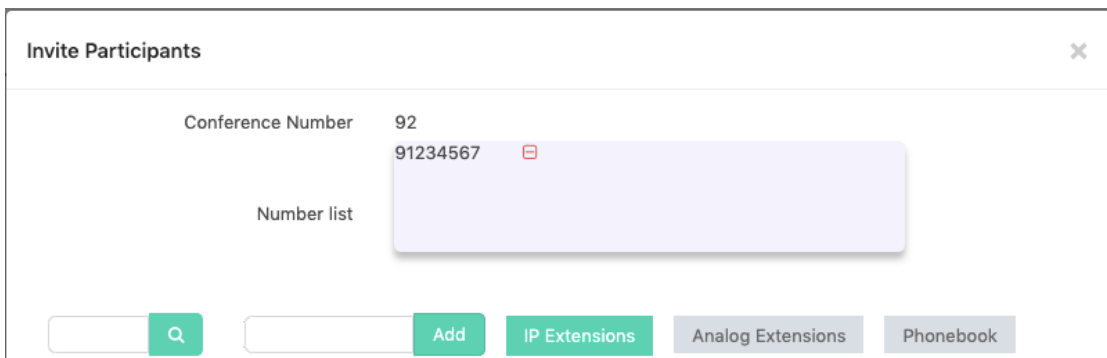 Invite Participants
Conference Number 92
91234567
Number list
Add IP Extensions Analog Extensions Phonebook